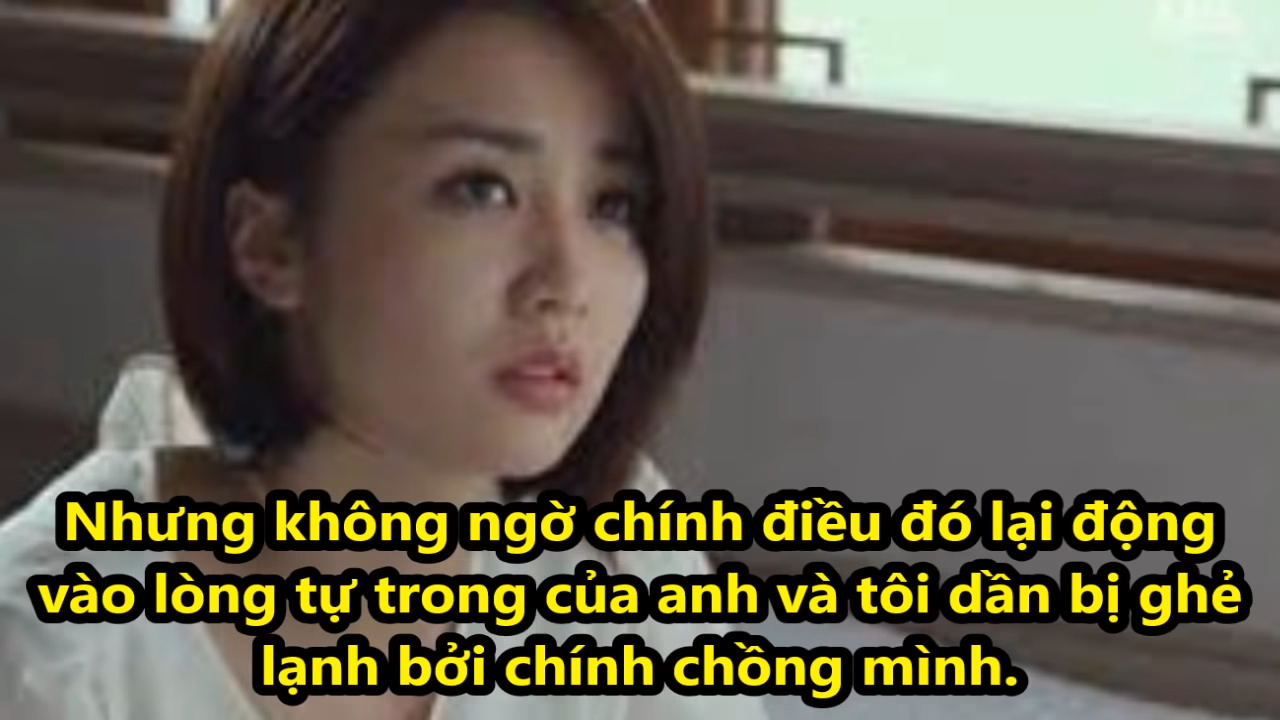 Nhưng không ngờ chính điều đó lại động
vào lòng tự trong của anh và tôi dần bị ghẻ
lạnh bởi chính chồng mình.